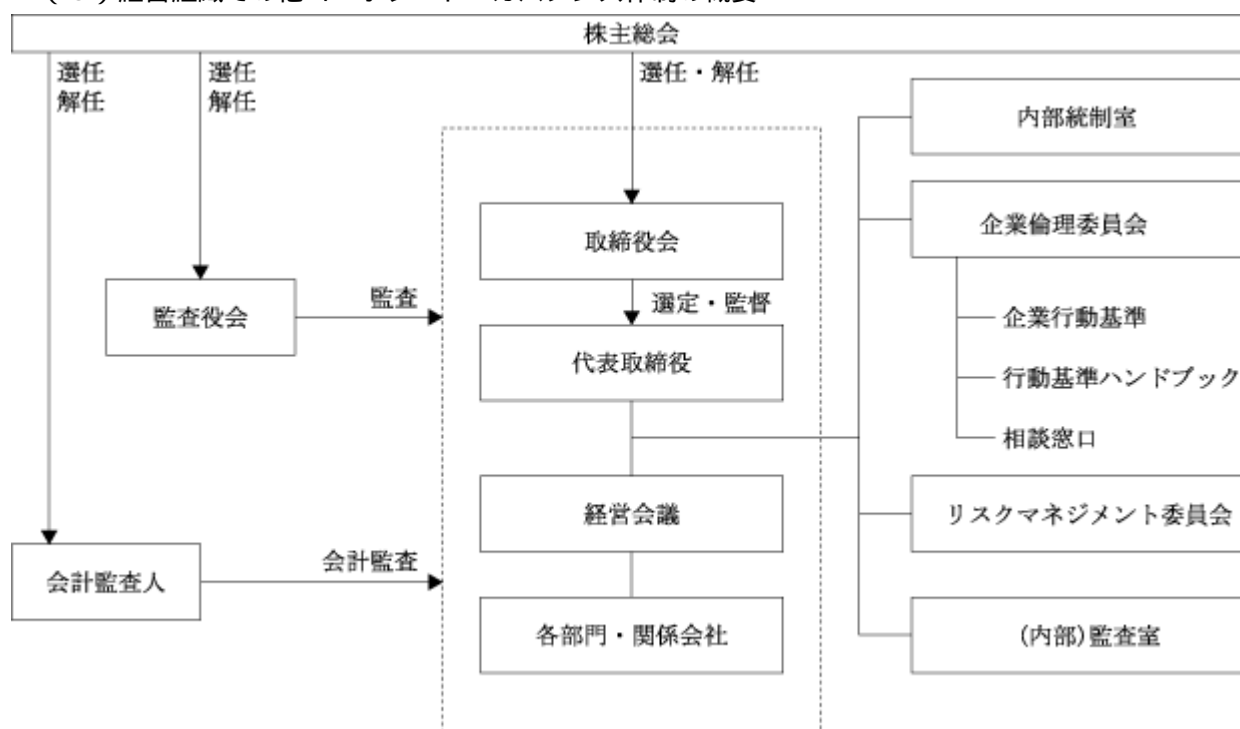 株主総会
選任
解任
選任
解任
選任・解任
内部統制室
取締役会
企業倫理委員会
監査役会
監査
選定・監督
代表取締役
企業行動基準
行動基準ハンドブック
相談窓口
経営会議
リスクマネジメント委員会
会計監査人
会計監査
各部門・関係会社
(内部)監査室